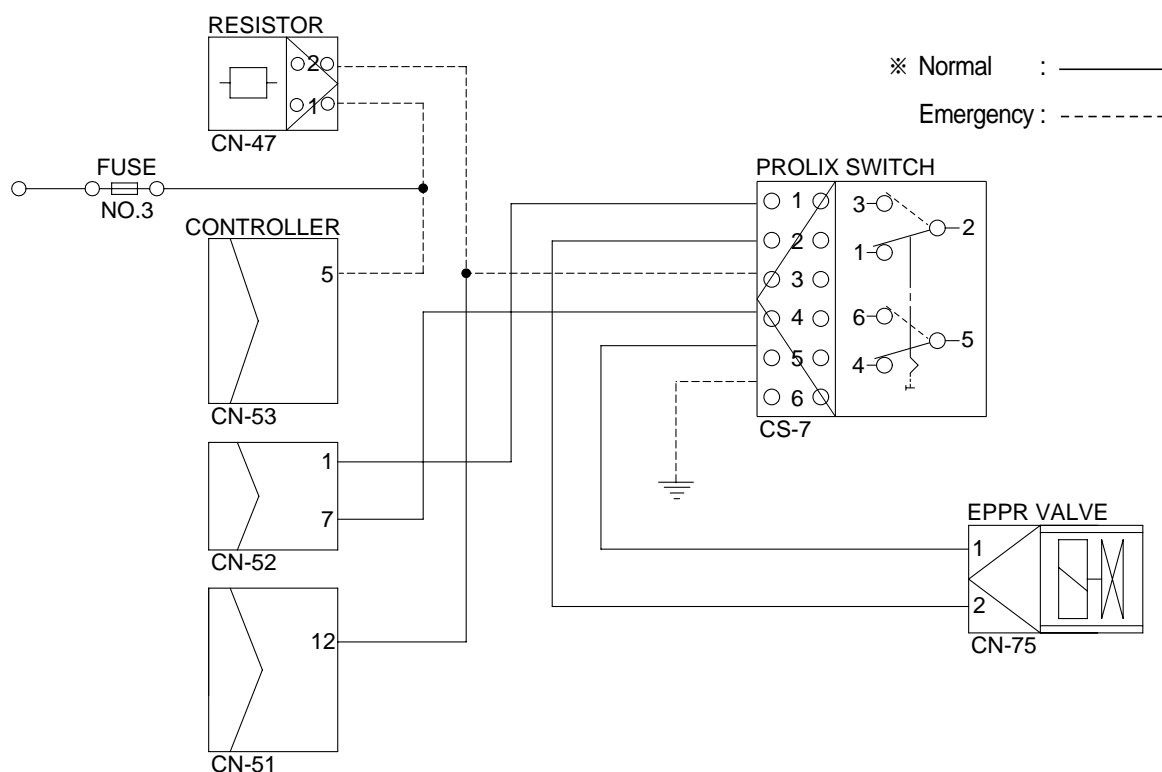 RESISTOR
2
1
CN-47
※ Normal : 
Emergency :
FUSE
NO.3
CONTROLLER
5
CN-53
1
7
CN-52
12
CN-51
PROLIX SWITCH
1
2
3
4
5
6
3
2
1
6
5
4
CS-7
EPPR VALVE
1
2
CN-75